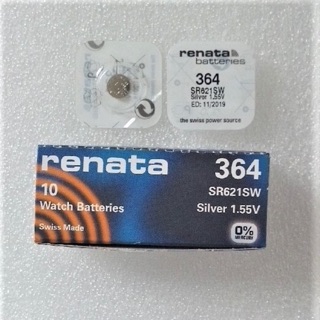 renata
batteries
364
SR621SW
Silver 1.55V
ED: 11/2019
the swiss power source
renata 364
10 SR621SW
Watch Batteries Silver 1.55V
Swiss Made
0%
MERCURY